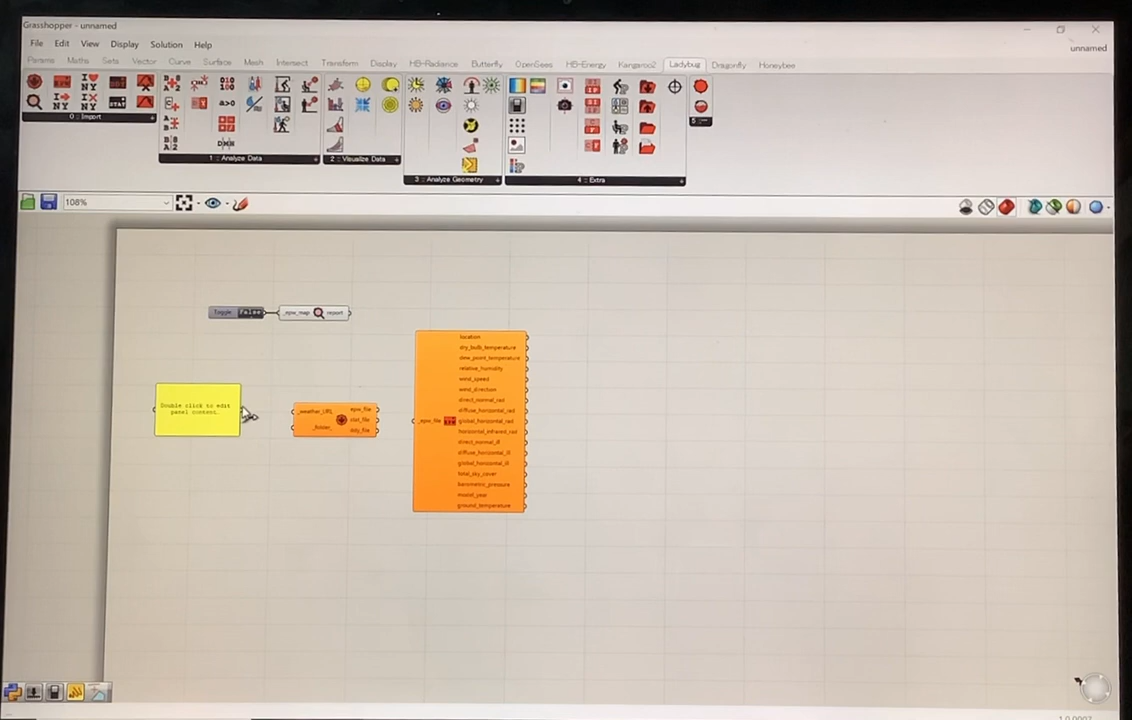 Grasshopper - unnamed
File Edit View Display Solution Help
unnamed
Params Maths Sets Vector Curve Surface Mesh Intersect Transform Display HB-Radiance Butterfly OpenSees HB-Energy Kangaroo2 Ladybug Dragonfly Honeybee
0 :: Import
1 :: Analyze Data
2 :: Visualize Data
3 :: Analyze Geometry
4 :: Extra
108%
Toggle False
_epw_map report
Double click to edit
panel content.
_weather_URL
_folder_
epw_file
stat_file
ddy_file
_epw_file
location
dry_bulb_temperature
dew_point_temperature
relative_humidity
wind_speed
wind_direction
direct_normal_rad
diffuse_horizontal_rad
global_horizontal_rad
horizontal_infrared_rad
direct_normal_ill
diffuse_horizontal_ill
global_horizontal_ill
total_sky_cover
barometric_pressure
model_year
ground_temperature